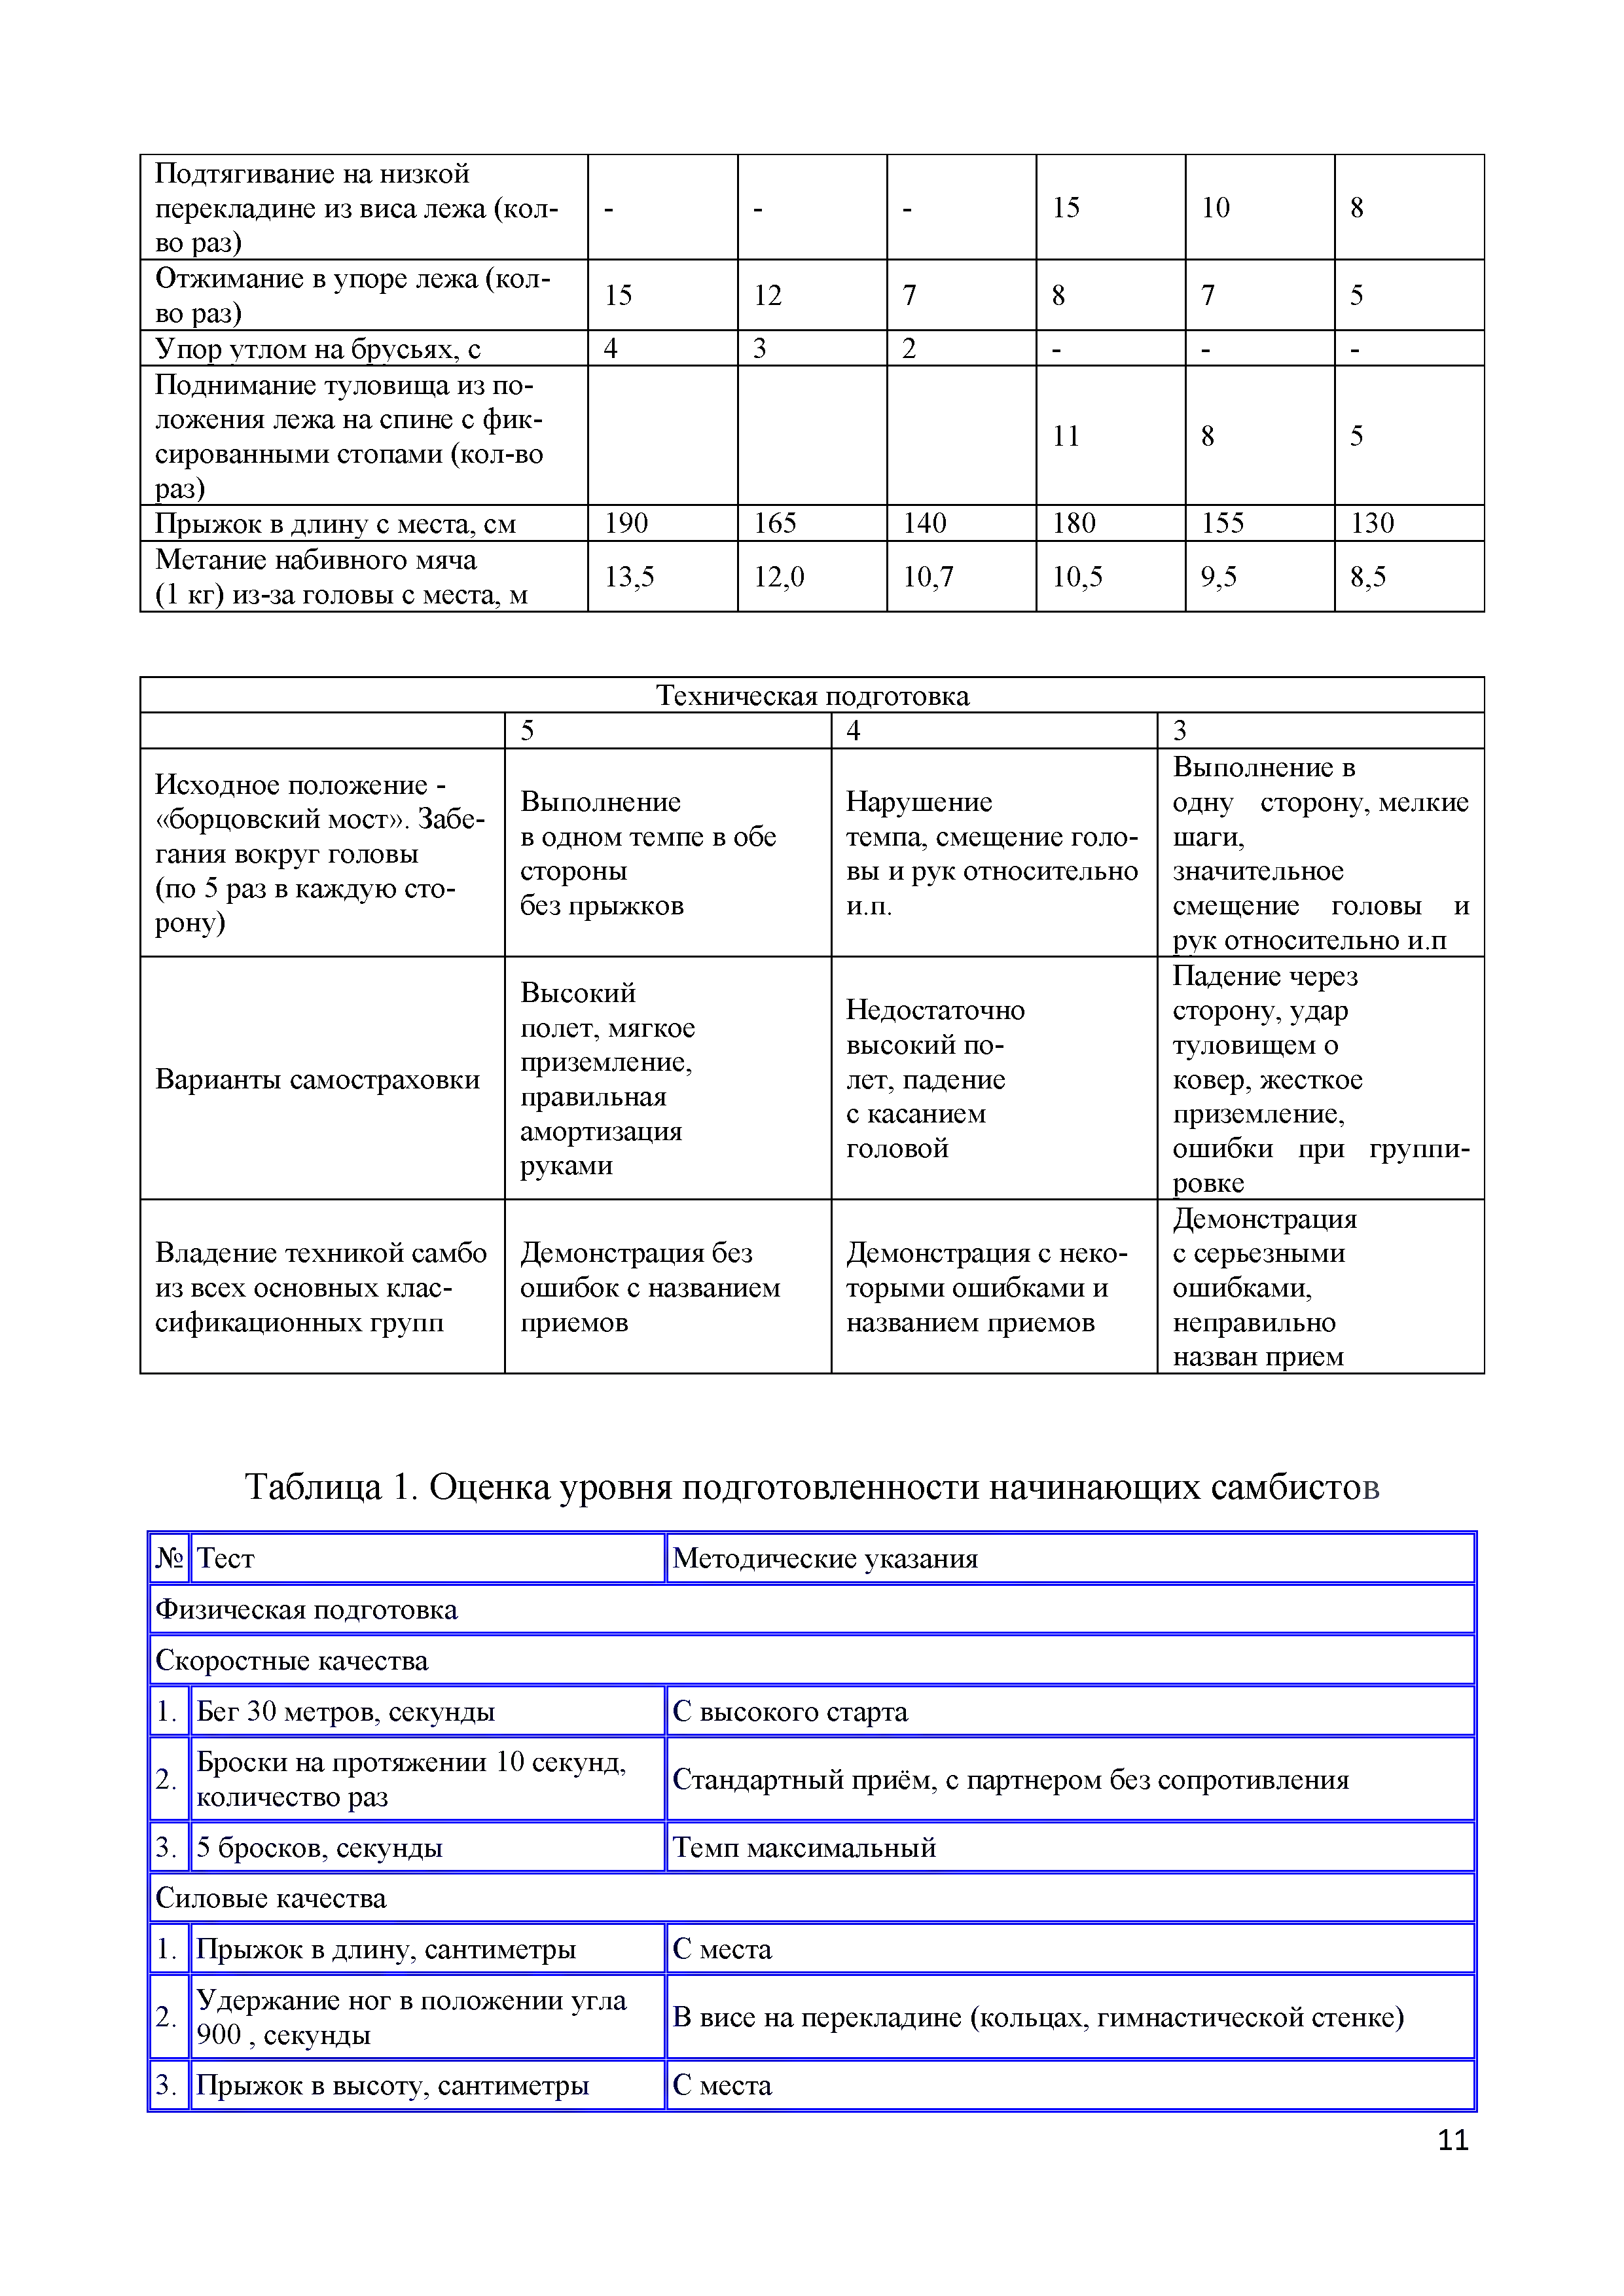 Подтягивание на низкой
перекладине из виса лежа (кол-
во раз)
-
-
-
15
10
8
Отжимание в упоре лежа (кол-
во раз)
15
12
7
8
7
5
Упор утлом на брусьях, с
4
3
2
-
-
-
Поднимание туловища из по-
ложения лежа на спине с фик-
сированными стопами (кол-во
раз)
11
8
5
Прыжок в длину с места, см
190
165
140
180
155
130
Метание набивного мяча
(1 кг) из-за головы с места, м
13,5
12,0
10,7
10,5
9,5
8,5
Техническая подготовка
5
4
3
Исходное положение -
«борцовский мост». Забе-
гания вокруг головы
(по 5 раз в каждую сто-
рону)
Выполнение
в одном темпе в обе
стороны
без прыжков
Нарушение
темпа, смещение голо-
вы и рук относительно
и.п.
Выполнение в
одну сторону, мелкие
шаги,
значительное
смещение головы и
рук относительно и.п
Варианты самостраховки
Высокий
полет, мягкое
приземление,
правильная
амортизация
руками
Недостаточно
высокий по-
лет, падение
с касанием
головой
Падение через
сторону, удар
туловищем о
ковер, жесткое
приземление,
ошибки при группи-
ровке
Владение техникой самбо
из всех основных клас-
сификационных групп
Демонстрация без
ошибок с названием
приемов
Демонстрация с неко-
торыми ошибками и
названием приемов
Демонстрация
с серьезными
ошибками,
неправильно
назван прием
Таблица 1. Оценка уровня подготовленности начинающих самбистов
№ Тест Методические указания
Физическая подготовка
Скоростные качества
1. Бег 30 метров, секунды С высокого старта
2. Броски на протяжении 10 секунд,
количество раз
Стандартный приём, с партнером без сопротивления
3. 5 бросков, секунды Темп максимальный
Силовые качества
1. Прыжок в длину, сантиметры С места
2. Удержание ног в положении угла
900 , секунды
В висе на перекладине (кольцах, гимнастической стенке)
3. Прыжок в высоту, сантиметры С места
11